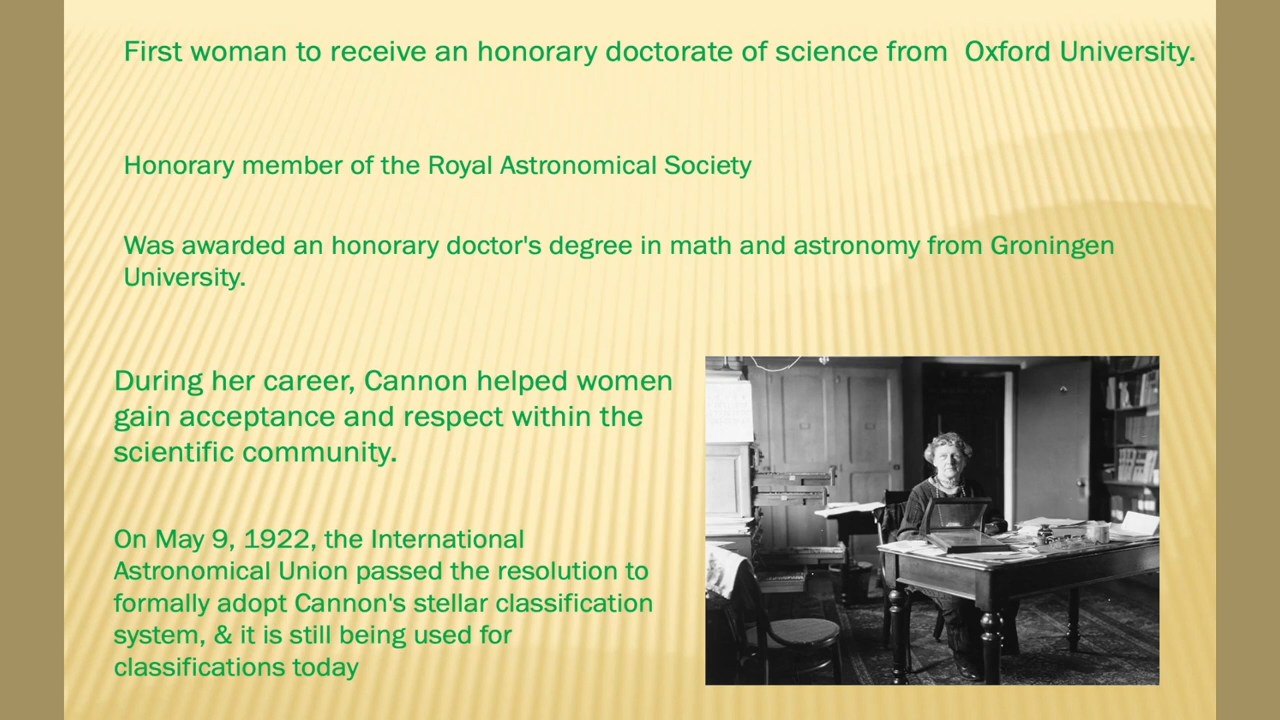 First woman to receive an honorary doctorate of science from  Oxford University.
Honorary member of the Royal Astronomical Society
Was awarded an honorary doctor's degree in math and astronomy from Groningen
University.
During her career, Cannon helped women
gain acceptance and respect within the
scientific community.
On May 9, 1922, the International
Astronomical Union passed the resolution to
formally adopt Cannon's stellar classification
system, & it is still being used for
classifications today